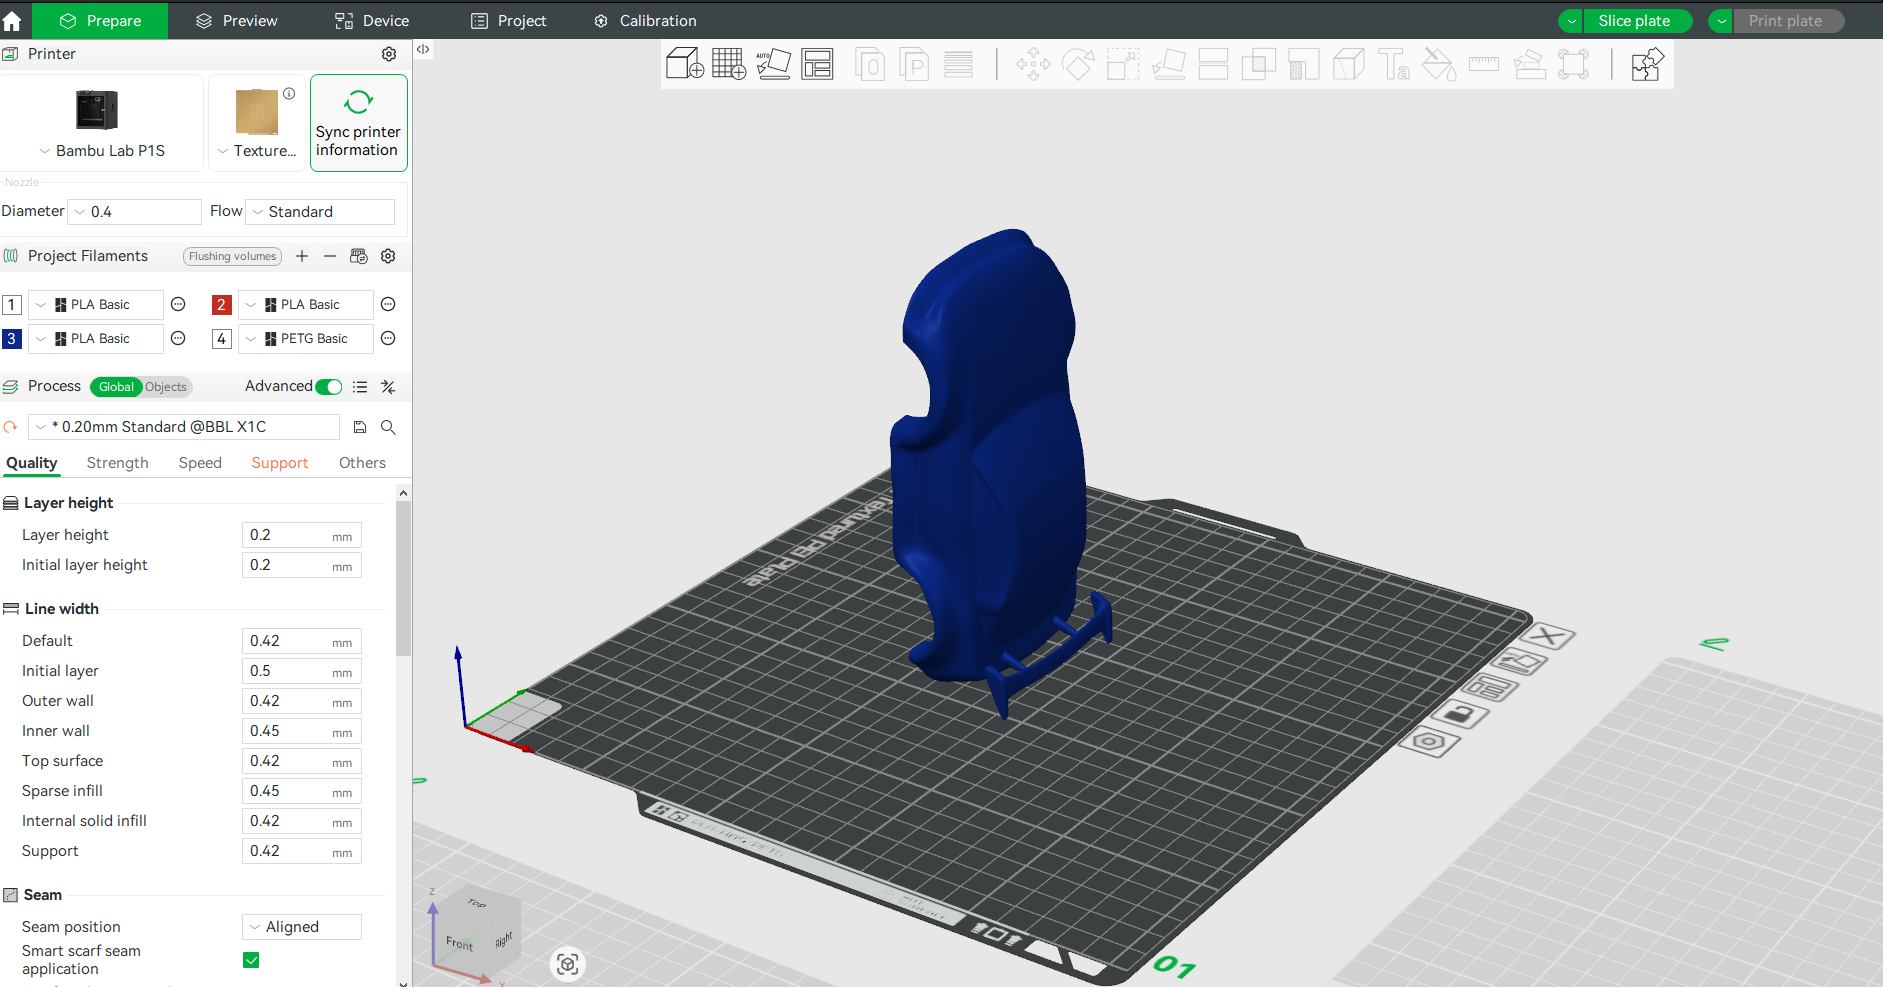 Prepare
Preview
Device
Project
Calibration
Slice plate
Print plate
Printer
Bambu Lab P1S
Texture...
Sync printer
information
Nozzle
Diameter
0.4
Flow
Standard
Project Filaments
Flushing volumes
1
PLA Basic
2
PLA Basic
3
PLA Basic
4
PETG Basic
Process
Global
Objects
Advanced
* 0.20mm Standard @BBL X1C
Quality
Strength
Speed
Support
Others
Layer height
Layer height
0.2
mm
Initial layer height
0.2
mm
Line width
Default
0.42
mm
Initial layer
0.5
mm
Outer wall
0.42
mm
Inner wall
0.45
mm
Top surface
0.42
mm
Sparse infill
0.45
mm
Internal solid infill
0.42
mm
Support
0.42
mm
Seam
Seam position
Aligned
Smart scarf seam
application
AUTO
O
P
Ta
Textured PEI Plate
01
z
Top
Front
Right
x